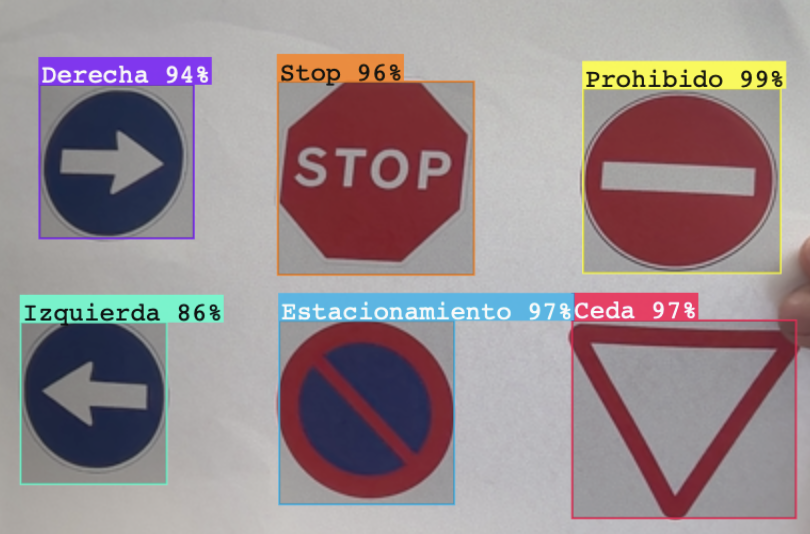 Derecha 94%
Stop 96%
Prohibido 99%
STOP
Izquierda 86%
Estacionamiento 97%
Ceda 97%